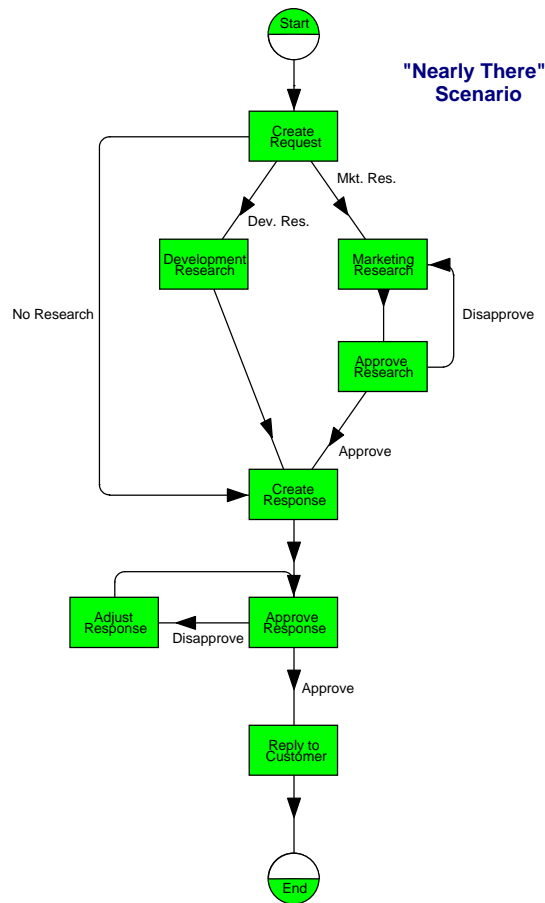 Start
"Nearly There"
Scenario
Create
Request
Mkt. Res.
Dev. Res.
Development
Research
Marketing
Research
No Research
Disapprove
Approve
Research
Approve
Create
Response
Adjust
Response
Approve
Response
Disapprove
Approve
Reply to
Customer
End